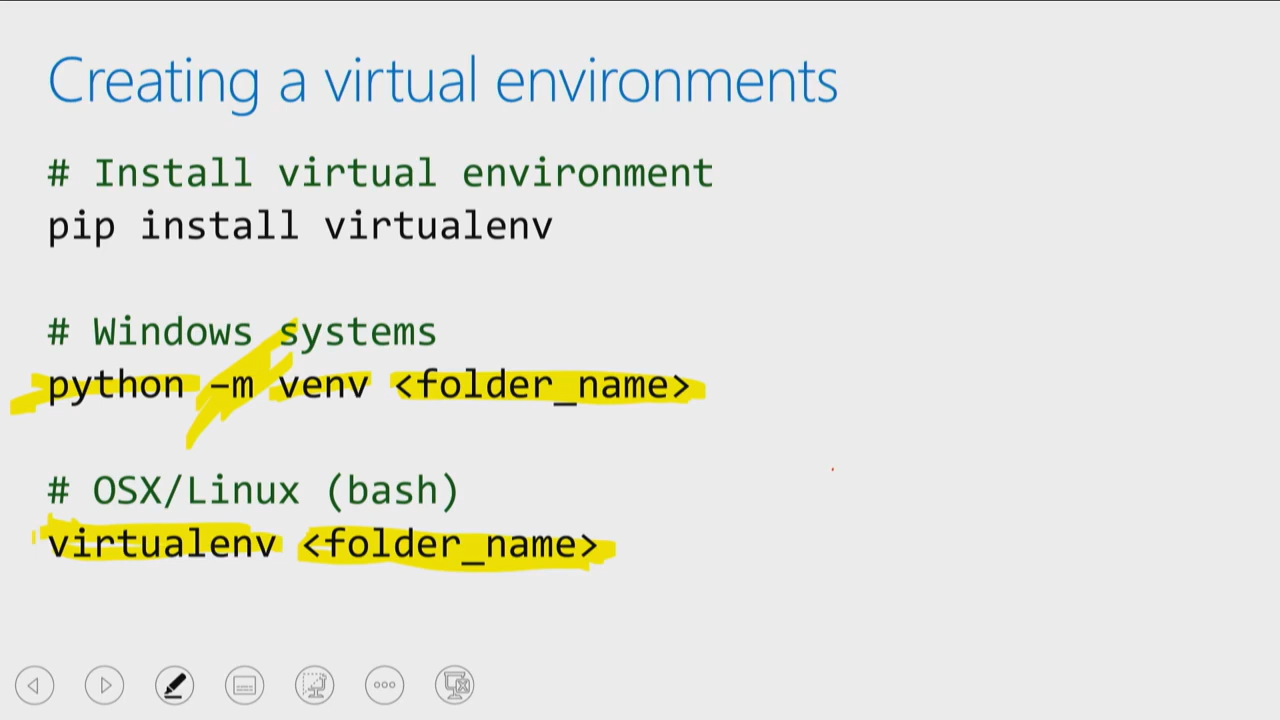 Creating a virtual environments
# Install virtual environment
pip install virtualenv
# Windows systems
python –m venv <folder_name>
# OSX/Linux (bash)
virtualenv <folder_name>